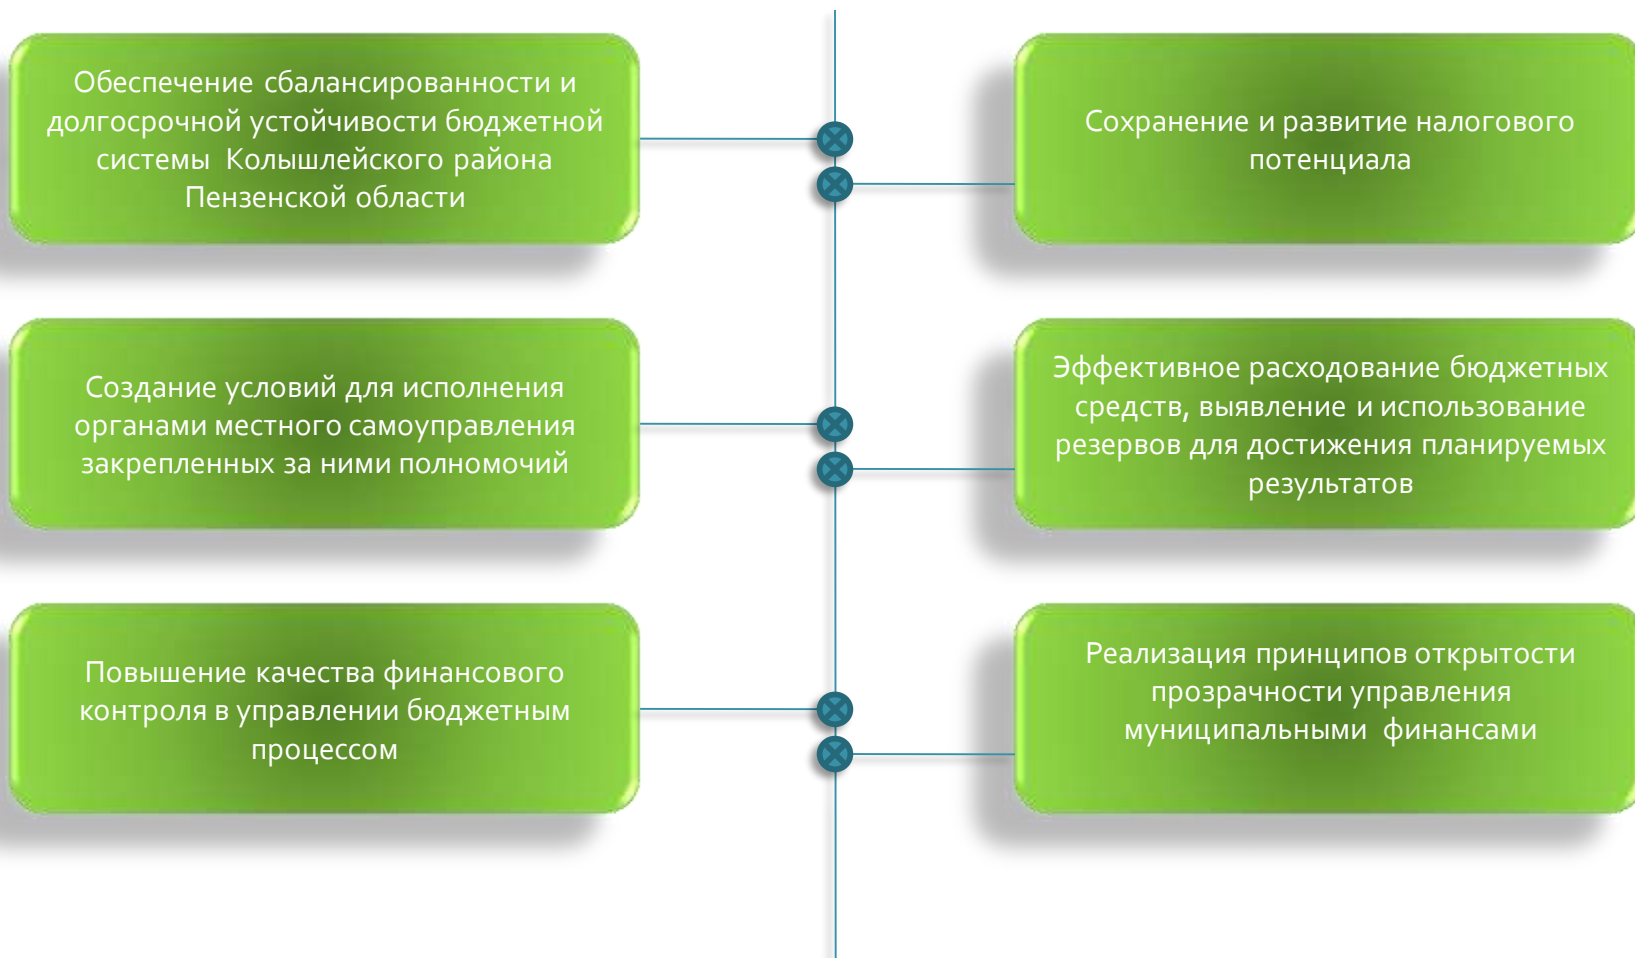 Обеспечение сбалансированности и
долгосрочной устойчивости бюджетной
системы Колышлейского района
Пензенской области
Сохранение и развитие налогового
потенциала
Создание условий для исполнения
органами местного самоуправления
закрепленных за ними полномочий
Эффективное расходование бюджетных
средств, выявление и использование
резервов для достижения планируемых
результатов
Повышение качества финансового
контроля в управлении бюджетным
процессом
Реализация принципов открытости
прозрачности управления
муниципальными финансами